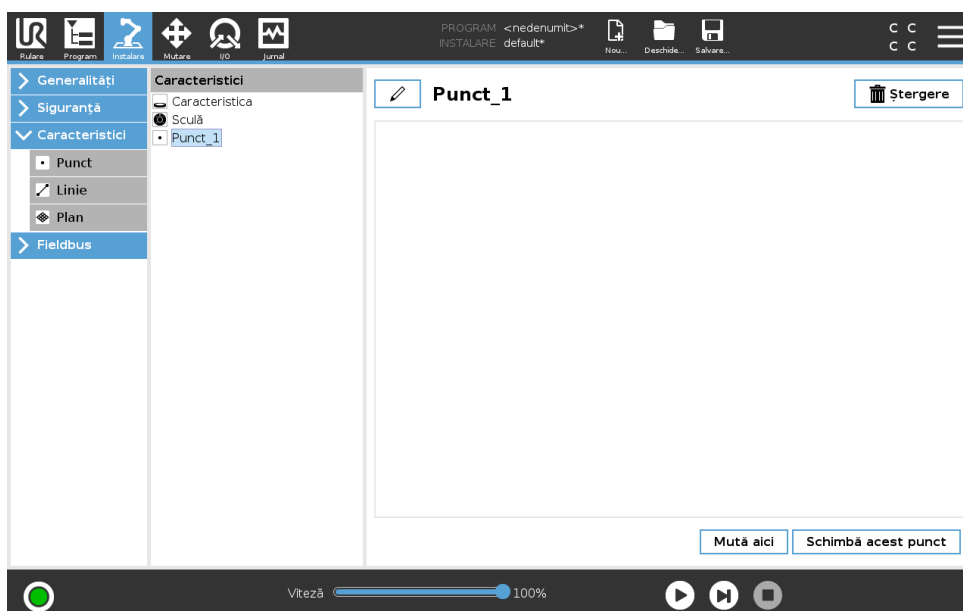 Rulare Program Instalare Mutare I/O Jurnal
PROGRAM <nedenumit>*
INSTALARE default*
Nou... Deschide... Salvare...
C C
C C
Generalități
Siguranță
Caracteristici
Punct
Linie
Plan
Fieldbus
Caracteristici
Caracteristica
Sculă
Punct_1
Punct_1
Ștergere
Mută aici
Schimbă acest punct
Viteză 100%